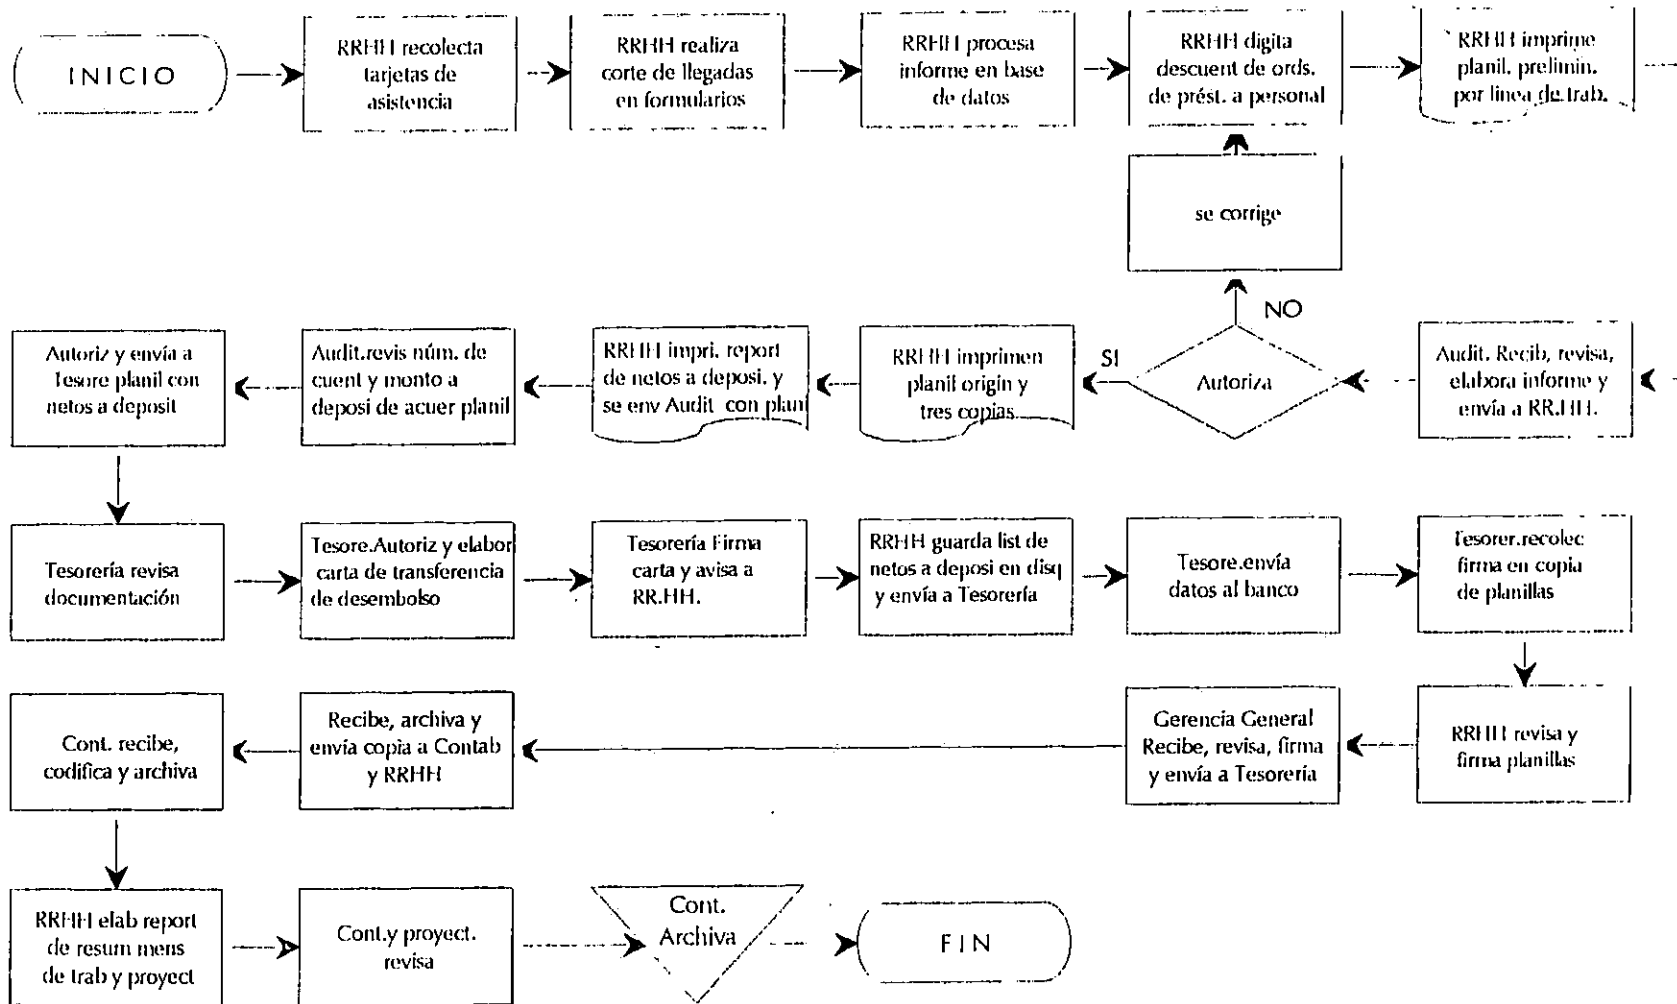 INICIO
RRHH recolecta
tarjetas de
asistencia
RRHH realiza
corte de llegadas
en formularios
RRHH procesa
informe en base
de datos
RRHH digita
descuent de ords.
de prést. a personal
RRHH imprime
planil. prelimin.
por linea de trab.
se corrige
NO
Autoriz y envía a
Tesore planil con
netos a deposit
Audit.revis núm. de
cuent y monto a
deposi de acuer planil
RRHH impri. report
de netos a deposi. y
se env Audit con plani
RRHH imprimen
planil origin y
tres copias
SI
Autoriza
Audit. Recib, revisa,
elabora informe y
envía a RR.HH.
Tesorería revisa
documentación
Tesore.Autoriz y elabor
carta de transferencia
de desembolso
Tesorería Firma
carta y avisa a
RR.HH.
RRHH guarda list de
netos a deposi en disq
y envía a Tesorería
Tesore.envía
datos al banco
Tesorer.recolec
firma en copia
de planillas
Cont. recibe,
codifica y archiva
Recibe, archiva y
envía copia a Contab
y RRHH
Gerencia General
Recibe, revisa, firma
y envía a Tesorería
RRHH revisa y
firma planillas
RRHH elab report
de resum mens
de trab y proyect
Cont.y proyect.
revisa
Cont.
Archiva
FIN